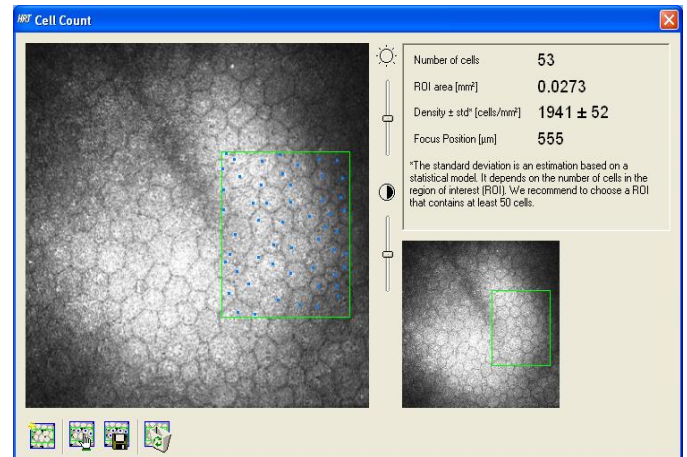 HRT Cell Count
Number of cells 53
ROI area [mm²] 0.0273
Density ± std* [cells/mm²] 1941 ± 52
Focus Position [µm] 555
*The standard deviation is an estimation based on a
statistical model. It depends on the number of cells in the
region of interest (ROI). We recommend to choose a ROI
that contains at least 50 cells.